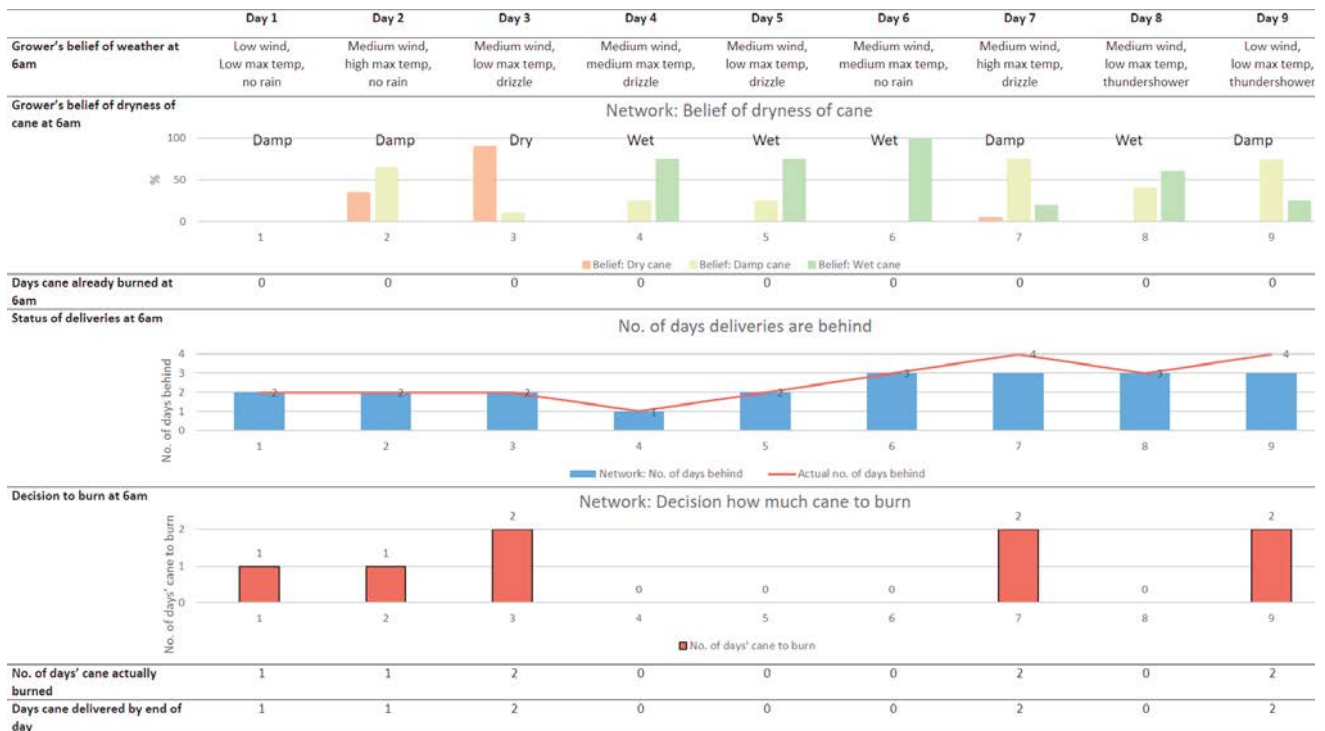 Day 1 Day 2 Day 3 Day 4 Day 5 Day 6 Day 7 Day 8 Day 9
Grower's belief of weather at Low wind, Medium wind, Medium wind, Medium wind, Medium wind, Medium wind, Medium wind, Medium wind, Low wind,
6am Low max temp, high max temp, low max temp, medium max temp, low max temp, medium max temp, high max temp, low max temp, low max temp,
no rain no rain drizzle drizzle drizzle no rain drizzle thundershower thundershower
Grower's belief of dryness of
cane at 6am
Network: Belief of dryness of cane
Damp Damp Dry Wet Wet Wet Damp Wet Damp
100
50
0
%
1 2 3 4 5 6 7 8 9
Belief: Dry cane Belief: Damp cane Belief: Wet cane
Days cane already burned at 0 0 0 0 0 0 0 0 0
6am
Status of deliveries at 6am
No. of days deliveries are behind
No. of days behind
4
3
2
1
0
2 2 2 1 2 3 4 3 4
1 2 3 4 5 6 7 8 9
Network: No. of days behind Actual no. of days behind
Decision to burn at 6am
Network: Decision how much cane to burn
No. of days' cane to burn
2
1
0
1 1 2 0 0 0 2 0 2
1 2 3 4 5 6 7 8 9
No. of days' cane to burn
No. of days' cane actually 1 1 2 0 0 0 2 0 2
burned
Days cane delivered by end of 1 1 2 0 0 0 2 0 2
day